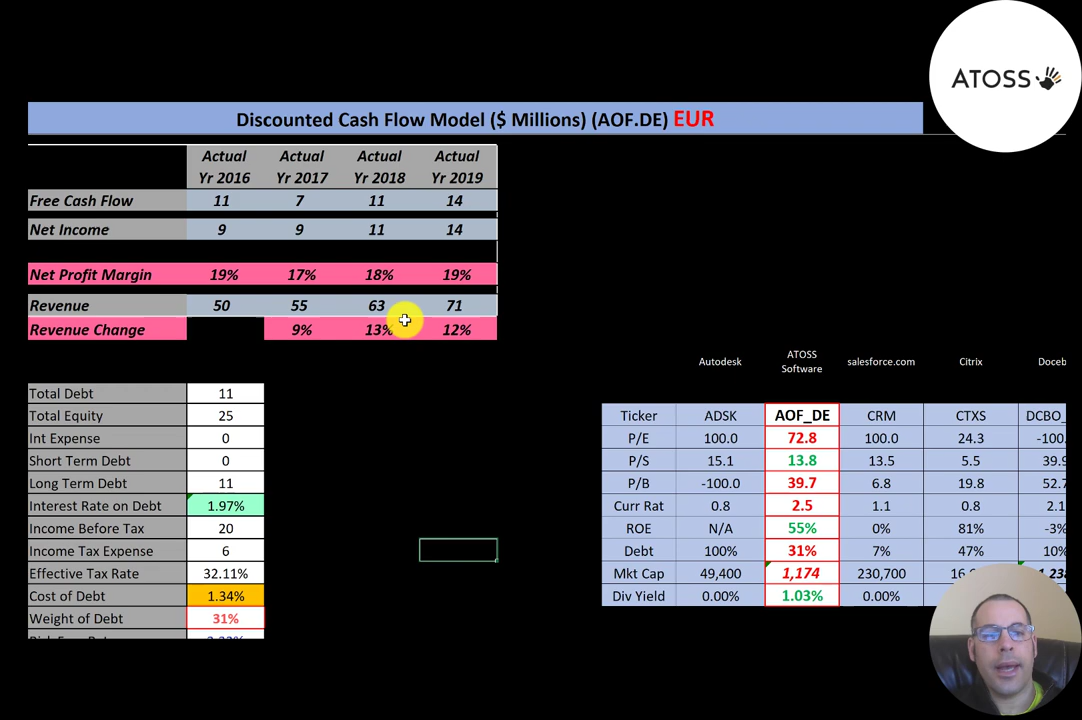 ATOSS
Discounted Cash Flow Model ($ Millions) (AOF.DE) EUR
Actual Actual Actual Actual
Yr 2016 Yr 2017 Yr 2018 Yr 2019
Free Cash Flow 11 7 11 14
Net Income 9 9 11 14
Net Profit Margin 19% 17% 18% 19%
Revenue 50 55 63 71
Revenue Change 9% 13% 12%
Total Debt 11
Total Equity 25
Int Expense 0
Short Term Debt 0
Long Term Debt 11
Interest Rate on Debt 1.97%
Income Before Tax 20
Income Tax Expense 6
Effective Tax Rate 32.11%
Cost of Debt 1.34%
Weight of Debt 31%
Autodesk ATOSS Software salesforce.com Citrix
Ticker ADSK AOF_DE CRM CTXS
P/E 100.0 72.8 100.0 24.3
P/S 15.1 13.8 13.5 5.5
P/B -100.0 39.7 6.8 19.8
Curr Rat 0.8 2.5 1.1 0.8
ROE N/A 55% 0% 81% -3%
Debt 100% 31% 7% 47% 10%
Mkt Cap 49,400 1,174 230,700
Div Yield 0.00% 1.03% 0.00%